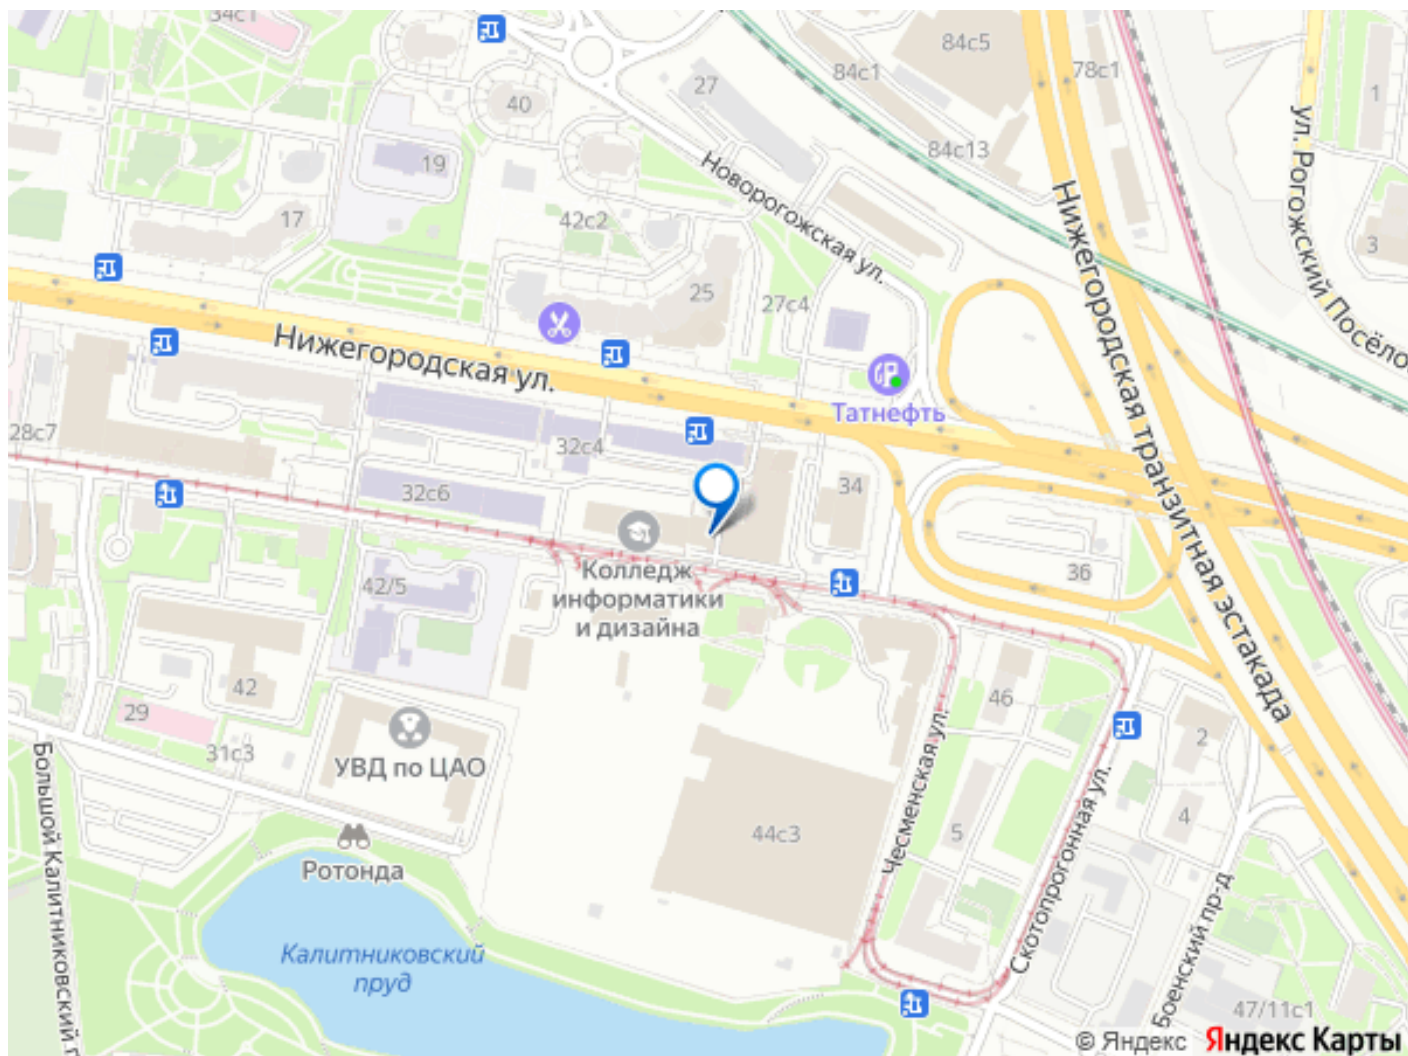 34с1
84с5
84с1
78с1
27
1
40
84с13
19
ул. Рогожский Посёло
Новорогожская ул.
Нижегородская транзитная эстакада
17
42с2
3
25
27с4
Нижегородская ул.
Татнефть
28с7
32с4
32с6
34
36
Колледж
информатики
и дизайна
42/5
42
46
29
31с3
УВД по ЦАО
2
Большой Калитниковский п
Чесменская ул.
Скотопрогонная ул.
4
44с3
5
Ротонда
Боенский пр-д
Калитниковский
пруд
47/11с1
© Яндекс Яндекс Карты